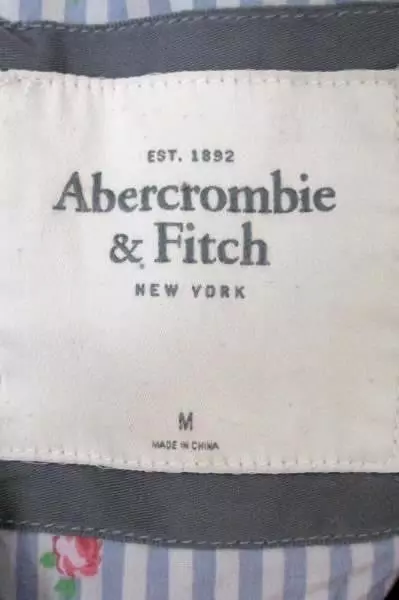 EST. 1892
Abercrombie
& Fitch
NEW YORK
M
MADE IN CHINA